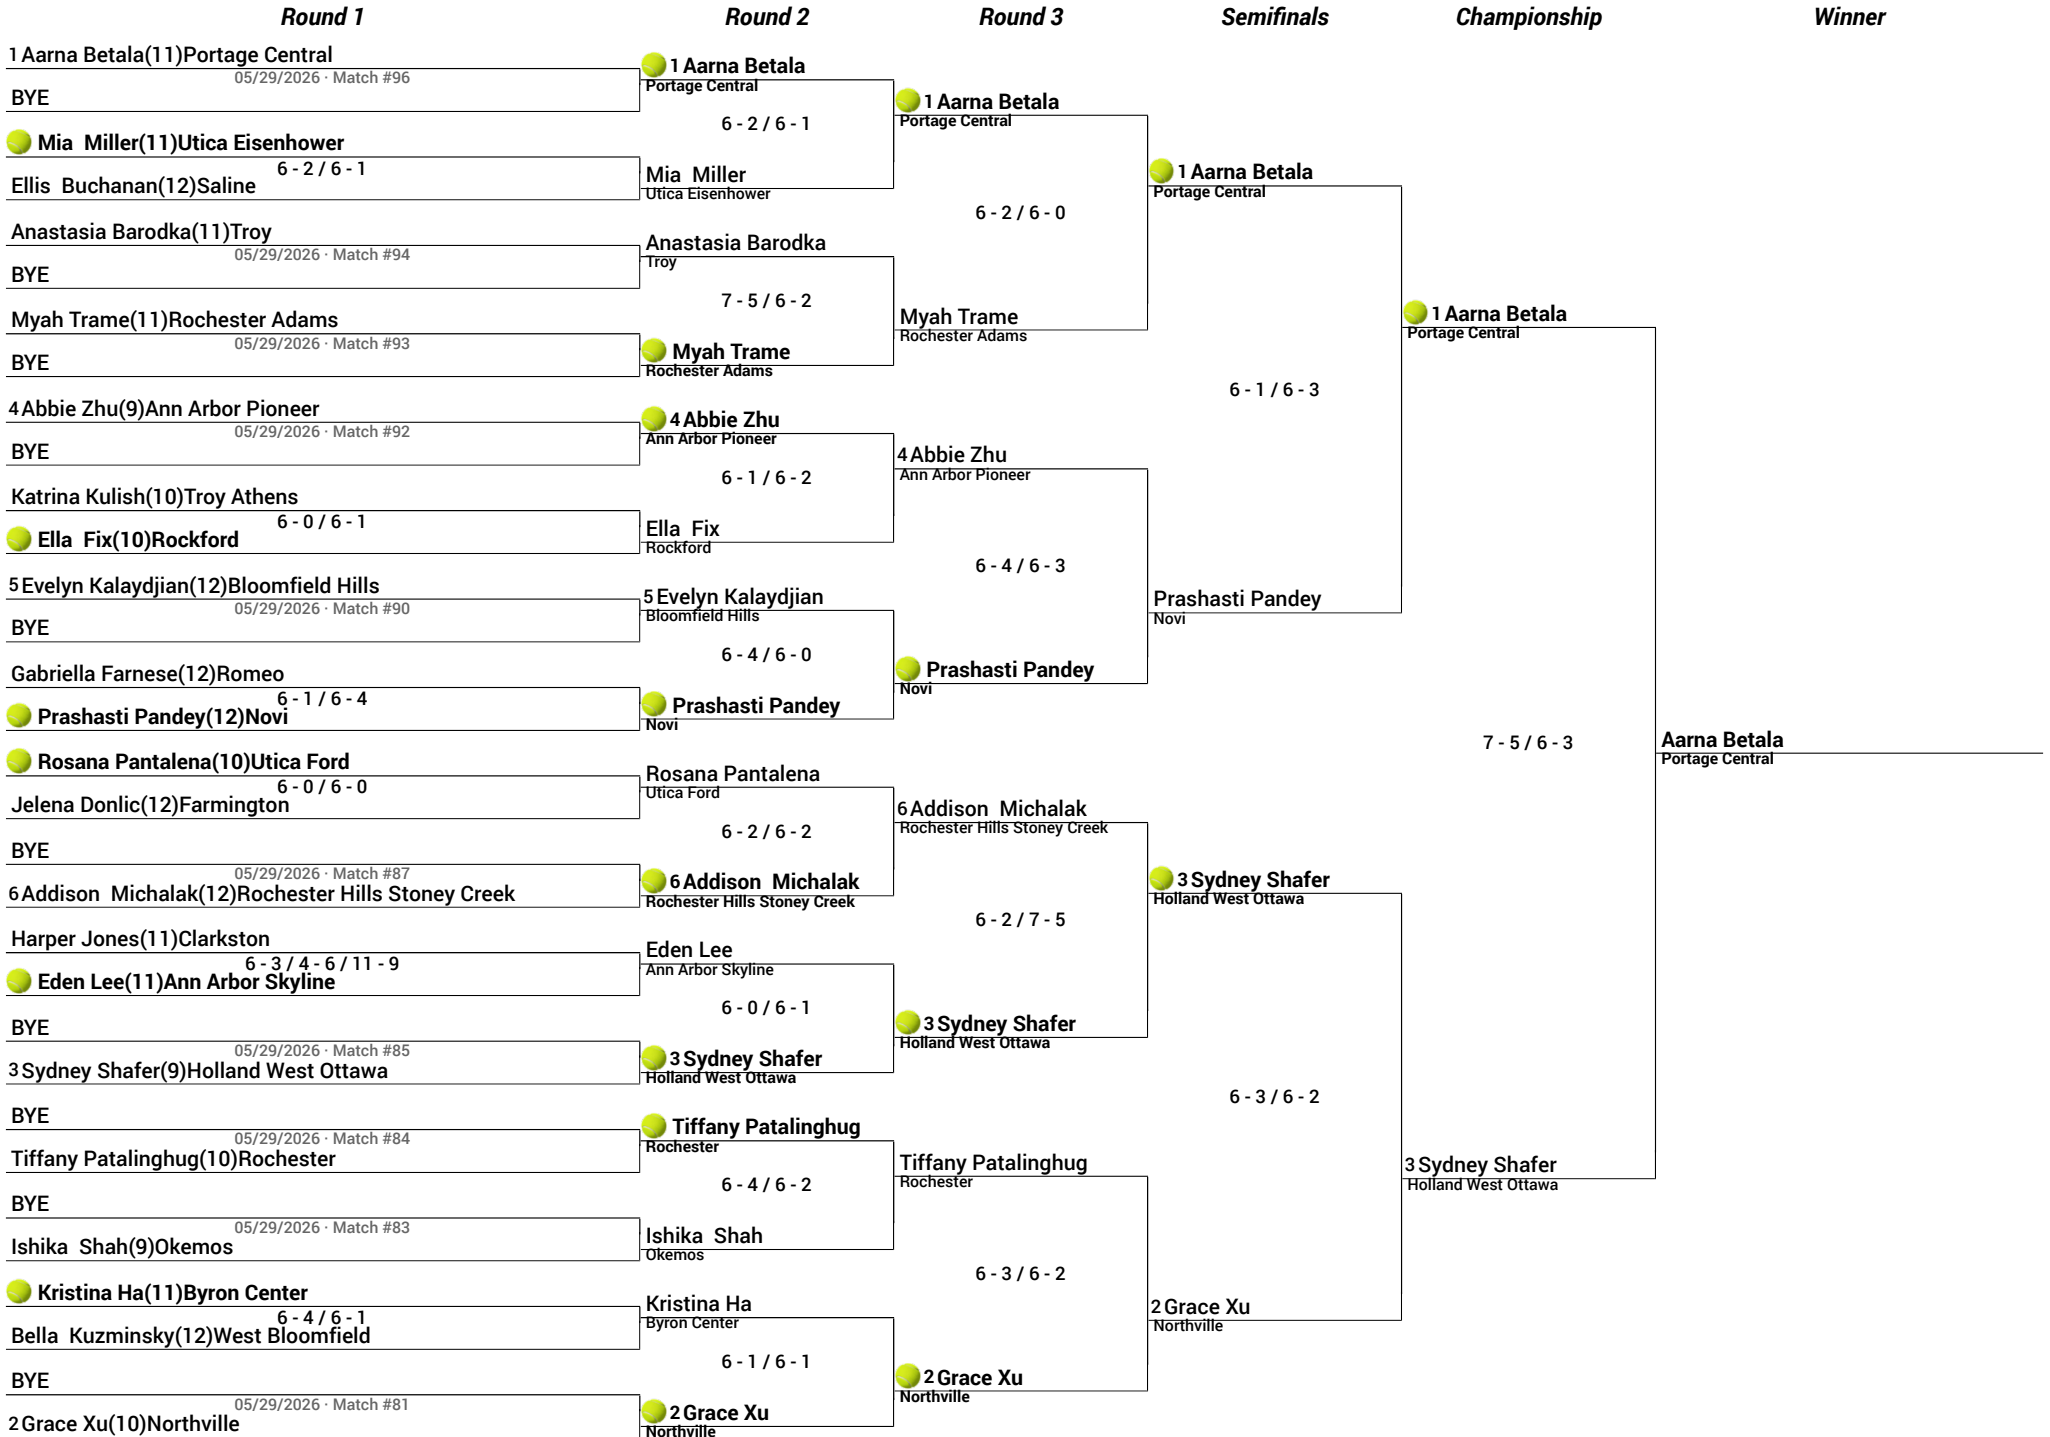 Round 1
Round 2
Round 3
Semifinals
Championship
Winner
1 Aarna Betala(11)Portage Central
05/29/2026 · Match #96
BYE
Mia  Miller(11)Utica Eisenhower
6 - 2 / 6 - 1
Ellis  Buchanan(12)Saline
Anastasia Barodka(11)Troy
05/29/2026 · Match #94
BYE
Myah Trame(11)Rochester Adams
05/29/2026 · Match #93
BYE
4 Abbie Zhu(9)Ann Arbor Pioneer
05/29/2026 · Match #92
BYE
Katrina Kulish(10)Troy Athens
6 - 0 / 6 - 1
Ella  Fix(10)Rockford
5 Evelyn Kalaydjian(12)Bloomfield Hills
05/29/2026 · Match #90
BYE
Gabriella Farnese(12)Romeo
6 - 1 / 6 - 4
Prashasti Pandey(12)Novi
Rosana Pantalena(10)Utica Ford
6 - 0 / 6 - 0
Jelena Donlic(12)Farmington
BYE
05/29/2026 · Match #87
6 Addison  Michalak(12)Rochester Hills Stoney Creek
Harper Jones(11)Clarkston
6 - 3 / 4 - 6 / 11 - 9
Eden Lee(11)Ann Arbor Skyline
BYE
05/29/2026 · Match #85
3 Sydney Shafer(9)Holland West Ottawa
BYE
05/29/2026 · Match #84
Tiffany Patalinghug(10)Rochester
BYE
05/29/2026 · Match #83
Ishika  Shah(9)Okemos
Kristina Ha(11)Byron Center
6 - 4 / 6 - 1
Bella  Kuzminsky(12)West Bloomfield
BYE
05/29/2026 · Match #81
2 Grace Xu(10)Northville
1 Aarna Betala
Portage Central
6 - 2 / 6 - 1
Mia  Miller
Utica Eisenhower
Anastasia Barodka
Troy
7 - 5 / 6 - 2
Myah Trame
Rochester Adams
4 Abbie Zhu
Ann Arbor Pioneer
6 - 1 / 6 - 2
Ella  Fix
Rockford
5 Evelyn Kalaydjian
Bloomfield Hills
6 - 4 / 6 - 0
Prashasti Pandey
Novi
Rosana Pantalena
Utica Ford
6 - 2 / 6 - 2
6 Addison  Michalak
Rochester Hills Stoney Creek
Eden Lee
Ann Arbor Skyline
6 - 0 / 6 - 1
3 Sydney Shafer
Holland West Ottawa
Tiffany Patalinghug
Rochester
6 - 4 / 6 - 2
Ishika  Shah
Okemos
Kristina Ha
Byron Center
6 - 1 / 6 - 1
2 Grace Xu
Northville
1 Aarna Betala
Portage Central
6 - 2 / 6 - 0
Myah Trame
Rochester Adams
4 Abbie Zhu
Ann Arbor Pioneer
6 - 4 / 6 - 3
Prashasti Pandey
Novi
6 Addison  Michalak
Rochester Hills Stoney Creek
6 - 2 / 7 - 5
3 Sydney Shafer
Holland West Ottawa
Tiffany Patalinghug
Rochester
6 - 3 / 6 - 2
2 Grace Xu
Northville
1 Aarna Betala
Portage Central
6 - 1 / 6 - 3
Prashasti Pandey
Novi
3 Sydney Shafer
Holland West Ottawa
6 - 3 / 6 - 2
2 Grace Xu
Northville
1 Aarna Betala
Portage Central
7 - 5 / 6 - 3
3 Sydney Shafer
Holland West Ottawa
Aarna Betala
Portage Central